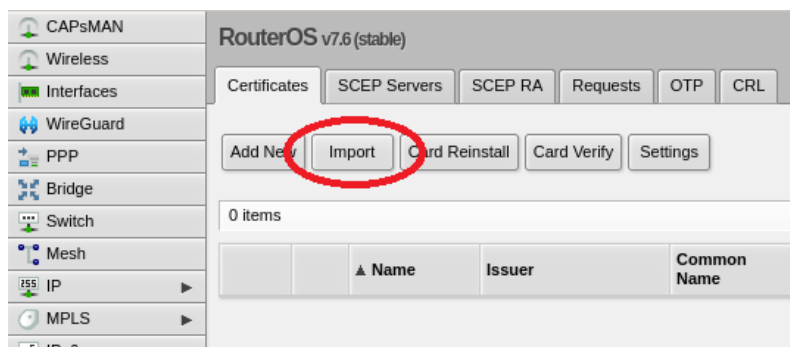 CAPsMAN
Wireless
Interfaces
WireGuard
PPP
Bridge
Switch
Mesh
255 IP
MPLS
RouterOS v7.6 (stable)
Certificates SCEP Servers SCEP RA Requests OTP CRL
Add New Import Card Reinstall Card Verify Settings
0 items
▲ Name Issuer Common
Name